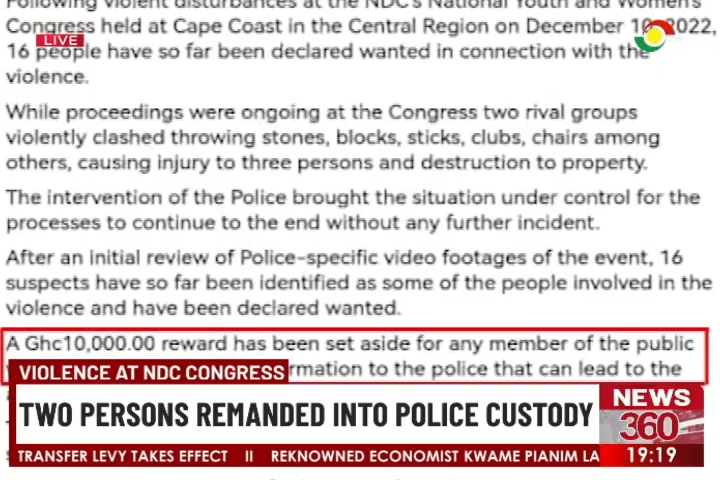 Following violent disturbances at the NDC's National Youth and Women's
Congress held at Cape Coast in the Central Region on December 10, 2022,
LIVE
16 people have so far been declared wanted in connection with the
violence.
While proceedings were ongoing at the Congress two rival groups
violently clashed throwing stones, blocks, sticks, clubs, chairs among
others, causing injury to three persons and destruction to property.
The intervention of the Police brought the situation under control for the
processes to continue to the end without any further incident.
After an initial review of Police-specific video footages of the event, 16
suspects have so far been identified as some of the people involved in the
violence and have been declared wanted.
A Ghc10,000.00 reward has been set aside for any member of the public
rmation to the police that can lead to the
VIOLENCE AT NDC CONGRESS
TWO PERSONS REMANDED INTO POLICE CUSTODY
NEWS
360
TRANSFER LEVY TAKES EFFECT II REKNOWNED ECONOMIST KWAME PIANIM LA
19:19